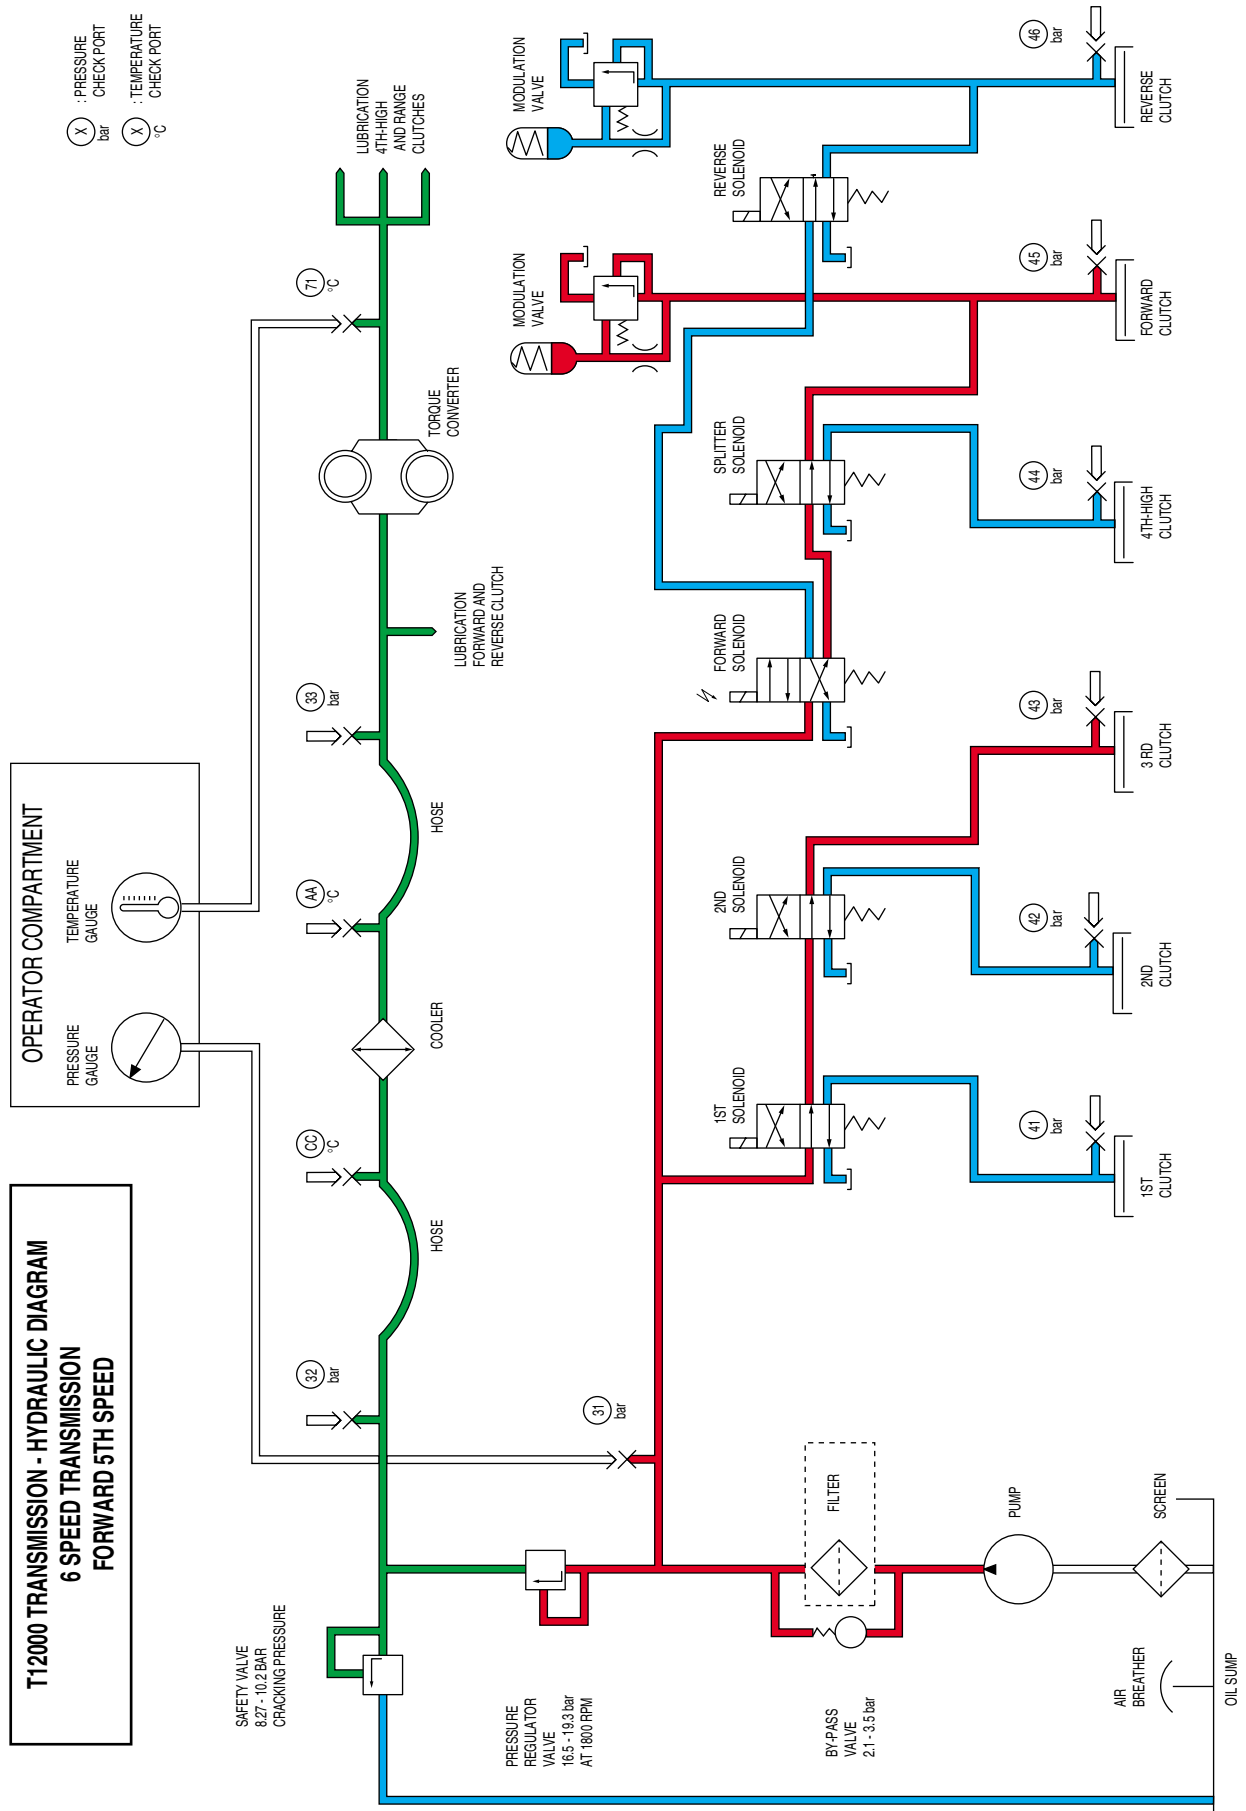 T12000 TRANSMISSION - HYDRAULIC DIAGRAM
6 SPEED TRANSMISSION
FORWARD 5TH SPEED
OPERATOR COMPARTMENT
PRESSURE
GAUGE
TEMPERATURE
GAUGE
X
bar
: PRESSURE
CHECK PORT
X
°C
: TEMPERATURE
CHECK PORT
SAFETY VALVE
8.27 - 10.2 BAR
CRACKING PRESSURE
32
bar
HOSE
CC
°C
COOLER
AA
°C
HOSE
33
bar
LUBRICATION
FORWARD AND
REVERSE CLUTCH
TORQUE
CONVERTER
71
°C
LUBRICATION
4TH-HIGH
AND RANGE
CLUTCHES
PRESSURE
REGULATOR
VALVE
16.5 - 19.3 bar
AT 1800 RPM
31
bar
MODULATION
VALVE
MODULATION
VALVE
1ST
SOLENOID
2ND
SOLENOID
FORWARD
SOLENOID
SPLITTER
SOLENOID
REVERSE
SOLENOID
BY-PASS
VALVE
2.1 - 3.5 bar
FILTER
PUMP
SCREEN
AIR
BREATHER
OIL SUMP
41
bar
1ST
CLUTCH
42
bar
2ND
CLUTCH
43
bar
3 RD
CLUTCH
44
bar
4TH-HIGH
CLUTCH
45
bar
FORWARD
CLUTCH
46
bar
REVERSE
CLUTCH